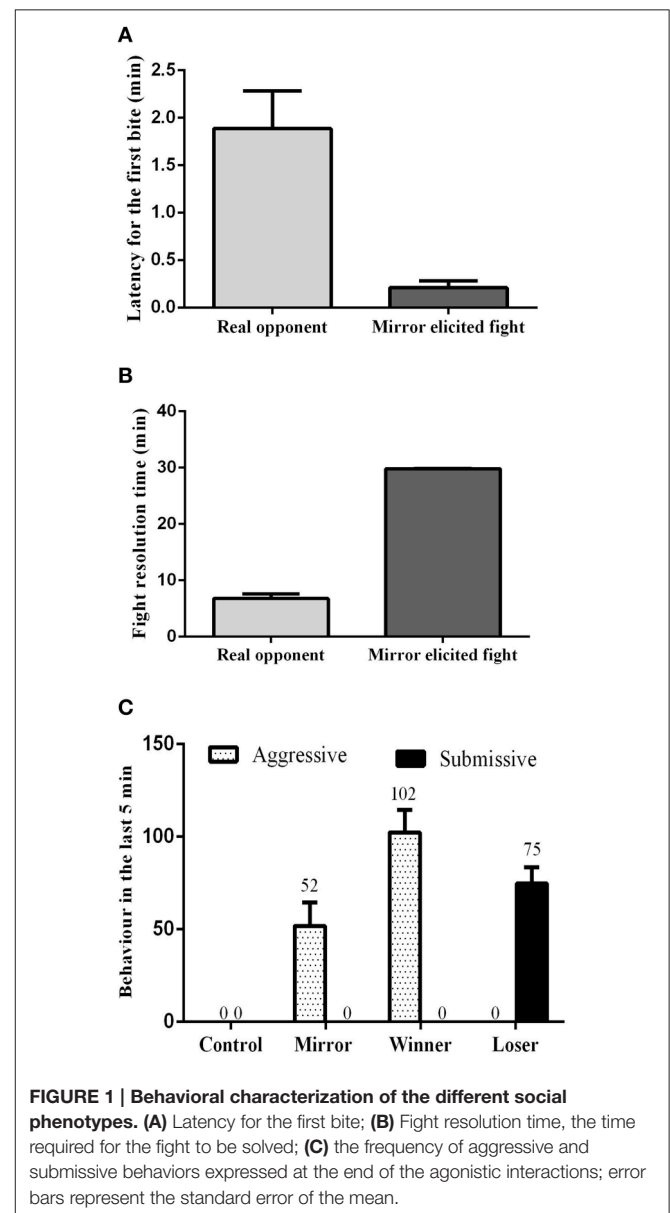 A
Latency for the first bite (min)
2.5
2.0
1.5
1.0
0.5
0.0
Real opponent Mirror elicited fight
B
Fight resolution time (min)
40
30
20
10
0
Real opponent Mirror elicited fight
C
Behaviour in the last 5 min
150
100
50
0
Aggressive Submissive
0 0 52 0 102 0 0 75
Control Mirror Winner Loser
FIGURE 1 | Behavioral characterization of the different social
phenotypes. (A) Latency for the first bite; (B) Fight resolution time, the time
required for the fight to be solved; (C) the frequency of aggressive and
submissive behaviors expressed at the end of the agonistic interactions; error
bars represent the standard error of the mean.